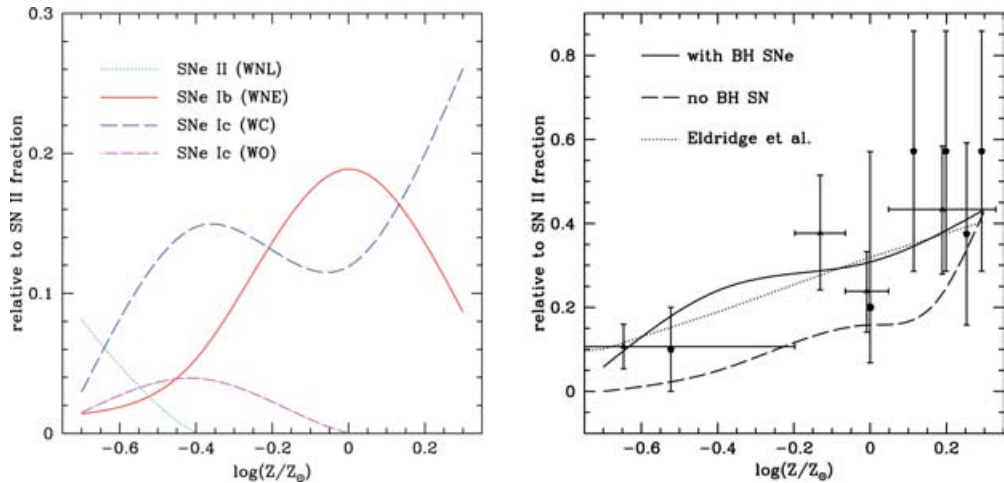 relative to SN II fraction
0.3
0.2
0.1
0
SNe II (WNL)
SNe Ib (WNE)
SNe Ic (WC)
SNe Ic (WO)
−0.6
−0.4
−0.2
0
0.2
log(Z/Z⊙)
relative to SN II fraction
0.8
0.6
0.4
0.2
0
with BH SNe
no BH SN
Eldridge et al.
−0.6
−0.4
−0.2
0
0.2
log(Z/Z⊙)